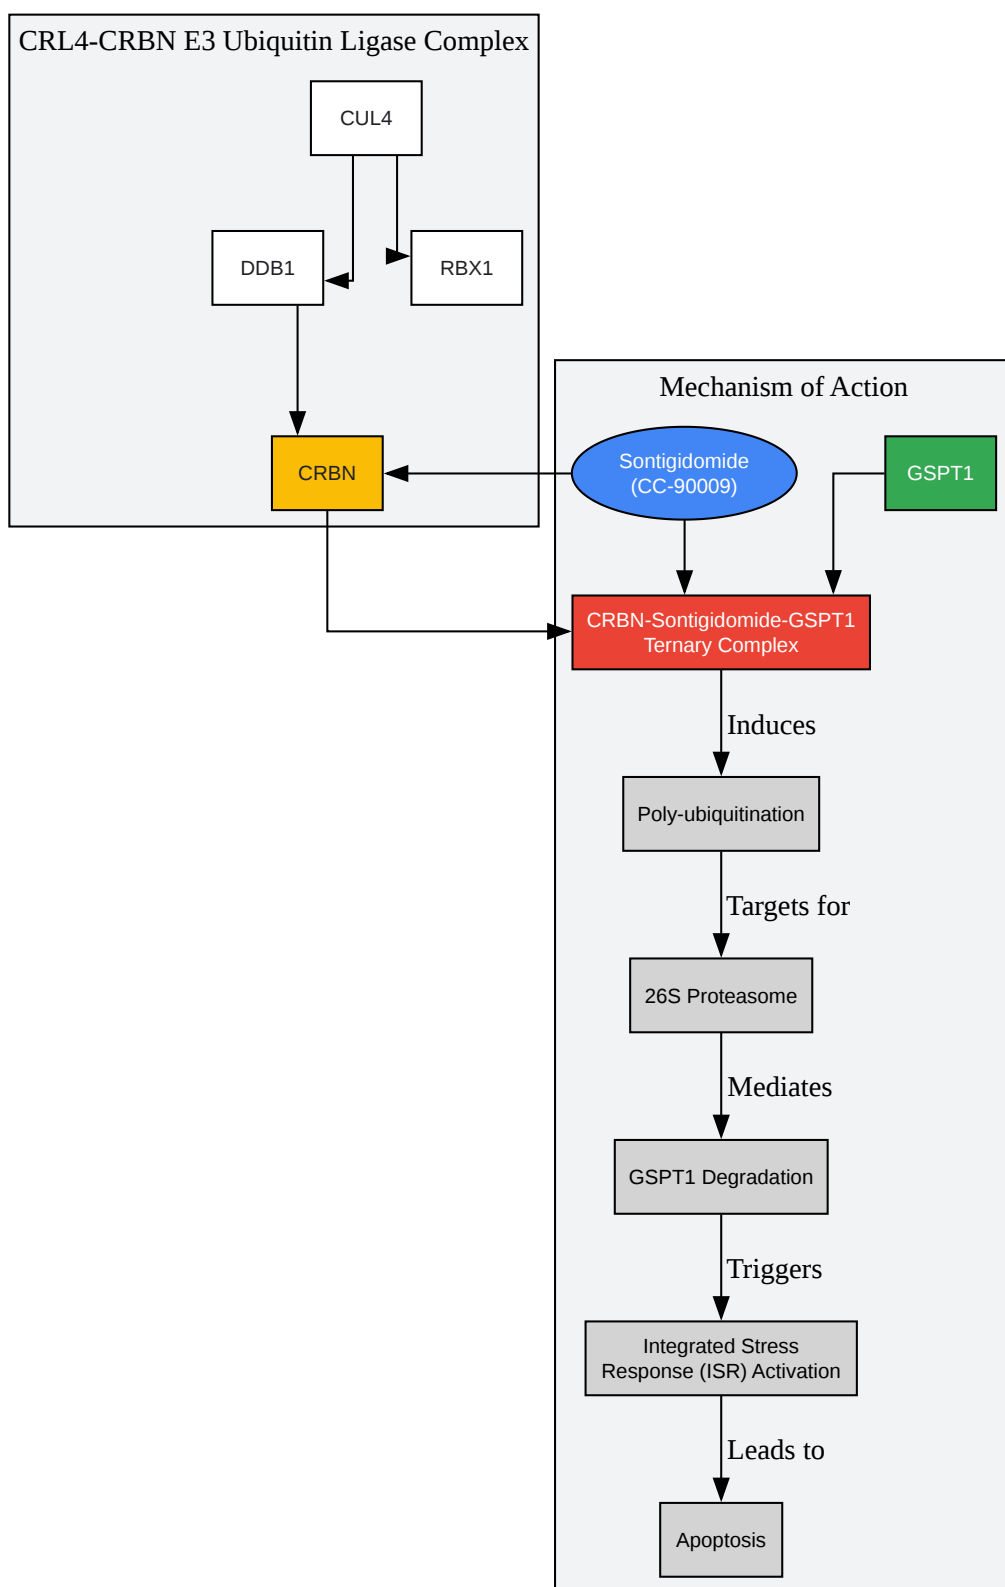 CRL4-CRBN E3 Ubiquitin Ligase Complex
CUL4
DDB1
RBX1
Mechanism of Action
CRBN
Sontigidomide
(CC-90009)
GSPT1
CRBN-Sontigidomide-GSPT1
Ternary Complex
Induces
Poly-ubiquitination
Targets for
26S Proteasome
Mediates
GSPT1 Degradation
Triggers
Integrated Stress
Response (ISR) Activation
Leads to
Apoptosis